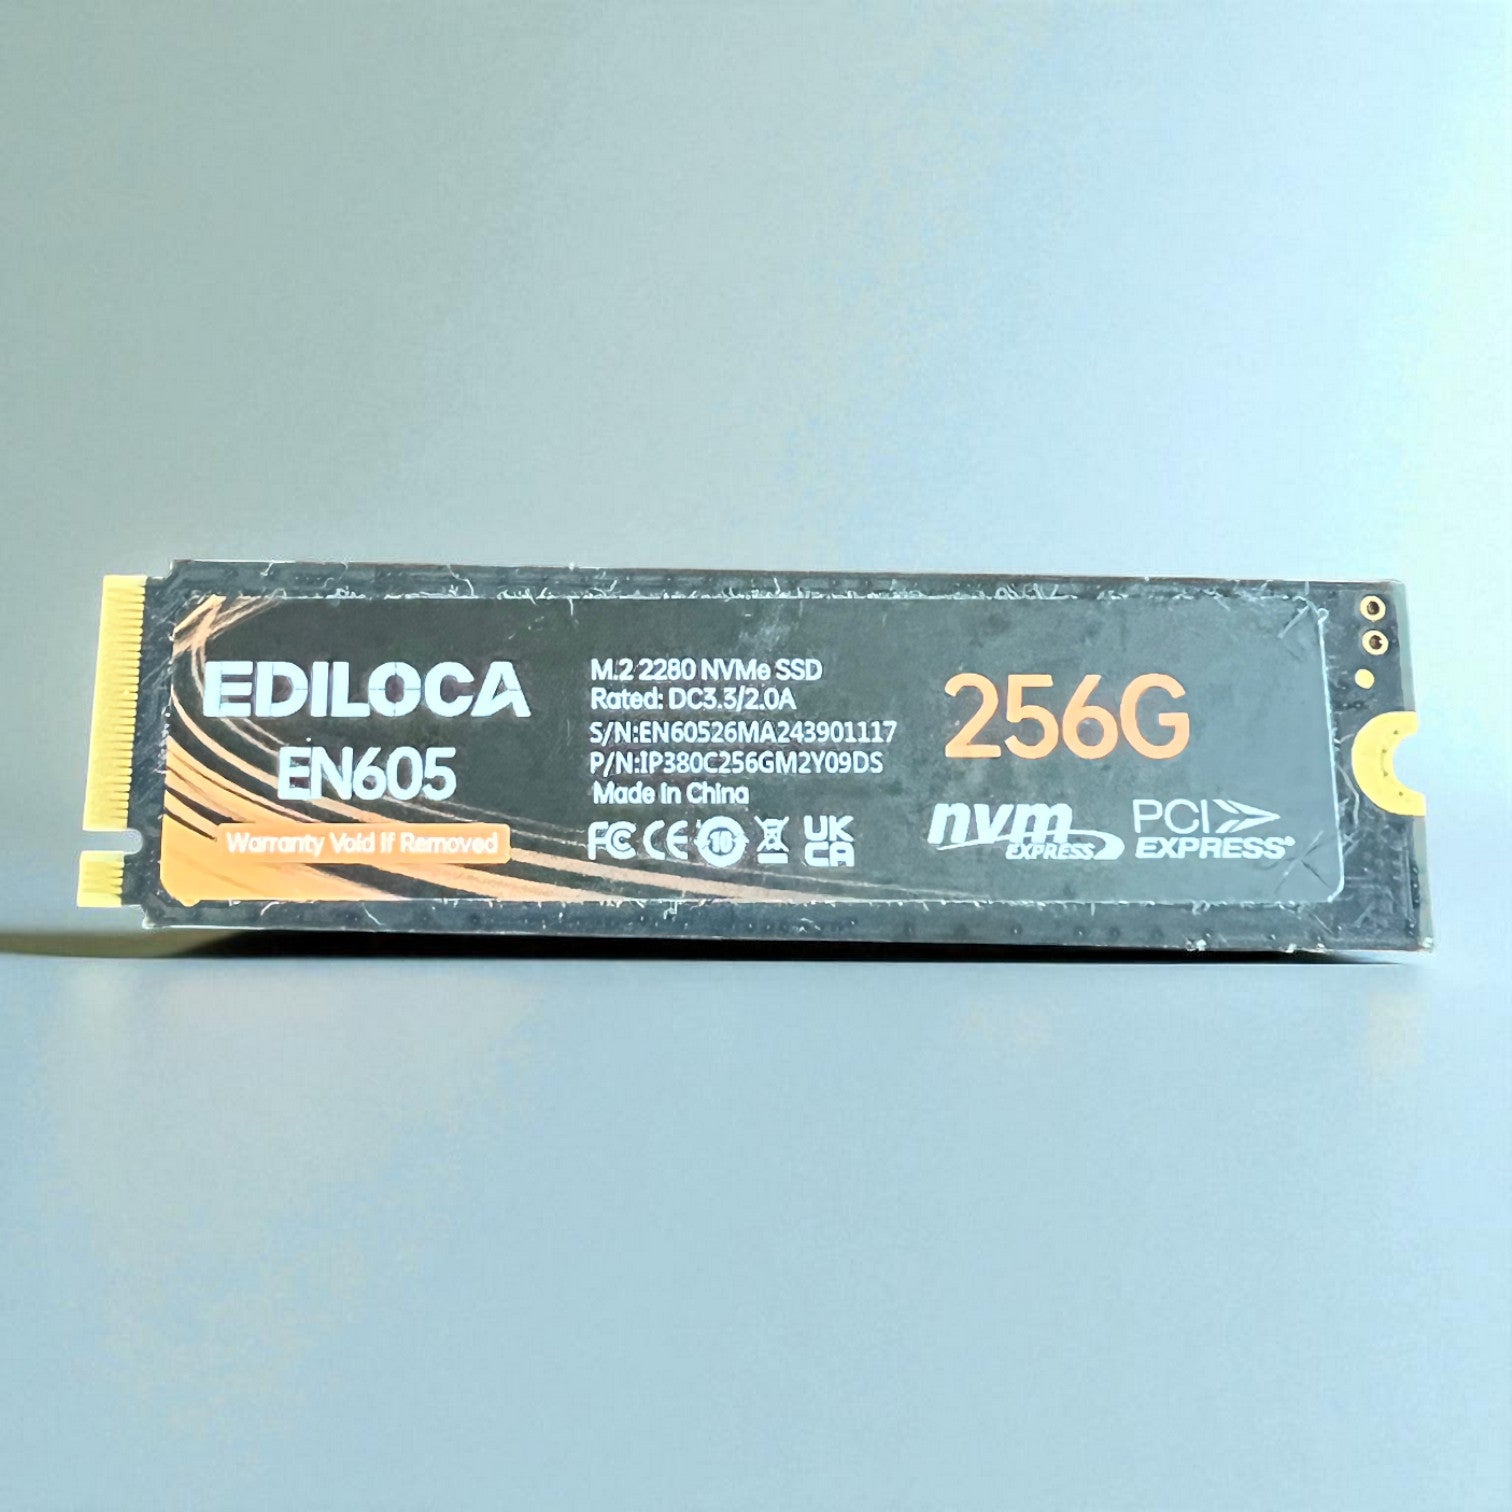 EDILOCA
EN605
Warranty Void If Removed
M.2 2280 NVMe SSD
Rated: DC3.3/2.0A
S/N:EN60526MA243901117
P/N:IP380C256GM2Y09DS
Made in China
FC CE 10 UK CA
256G
nvm EXPRESS
PCI EXPRESS®